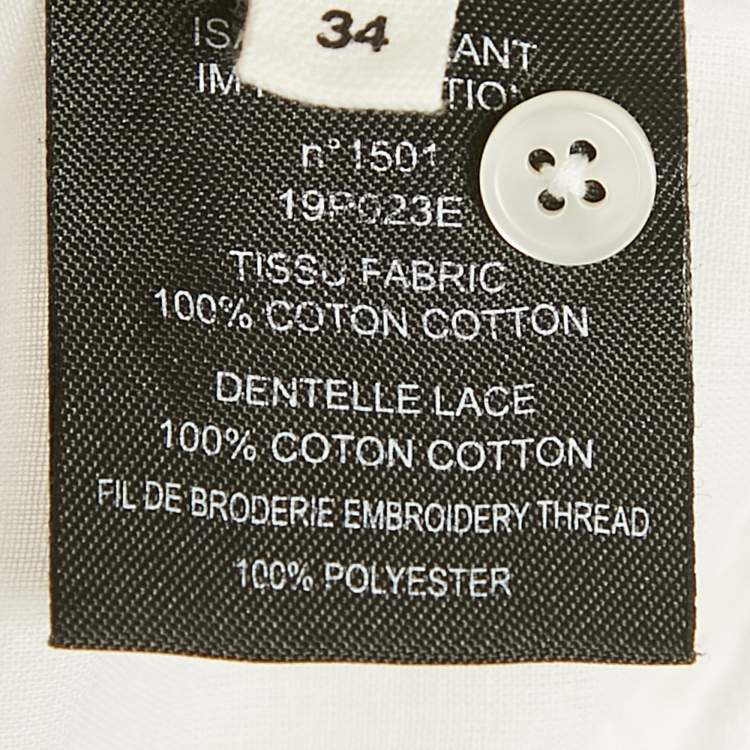 34
n°1501
19P023E
TISSU FABRIC
100% COTON COTTON
DENTELLE LACE
100% COTON COTTON
FIL DE BRODERIE EMBROIDERY THREAD
100% POLYESTER